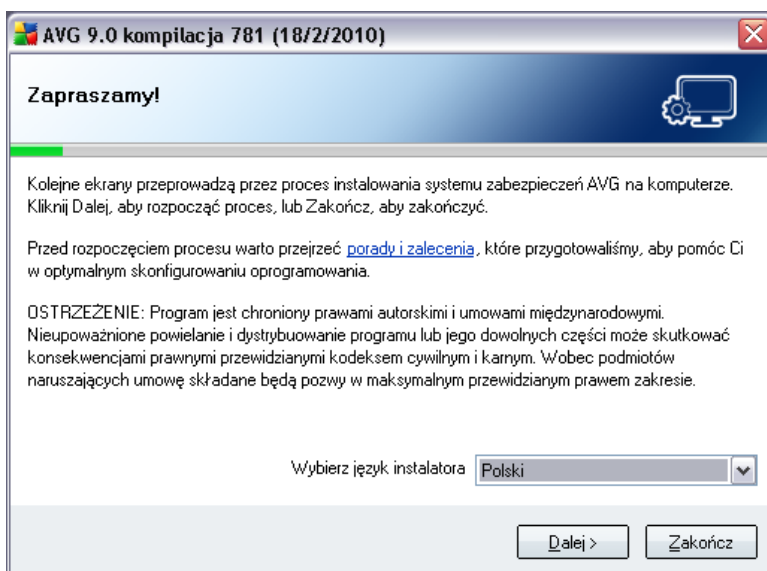 AVG 9.0 kompilacja 781 (18/2/2010)
Zapraszamy!
Kolejne ekrany przeprowadzą przez proces instalowania systemu zabezpieczeń AVG na komputerze.
Kliknij Dalej, aby rozpocząć proces, lub Zakończ, aby zakończyć.
Przed rozpoczęciem procesu warto przejrzeć porady i zalecenia, które przygotowaliśmy, aby pomóc Ci
w optymalnym skonfigurowaniu oprogramowania.
OSTRZEŻENIE: Program jest chroniony prawami autorskimi i umowami międzynarodowymi.
Nieupoważnione powielanie i dystrybuowanie programu lub jego dowolnych części może skutkować
konsekwencjami prawnymi przewidzianymi kodeksem cywilnym i karnym. Wobec podmiotów
naruszających umowę składane będą pozwy w maksymalnym przewidzianym prawem zakresie.
Wybierz język instalatora Polski
Dalej > Zakończ